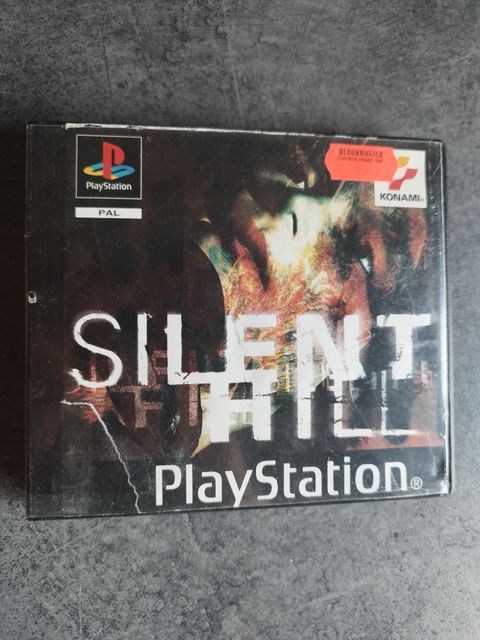 PlayStation
PAL
BLOCKBUSTER
KONAMI®
SILENT
HILL
PlayStation®